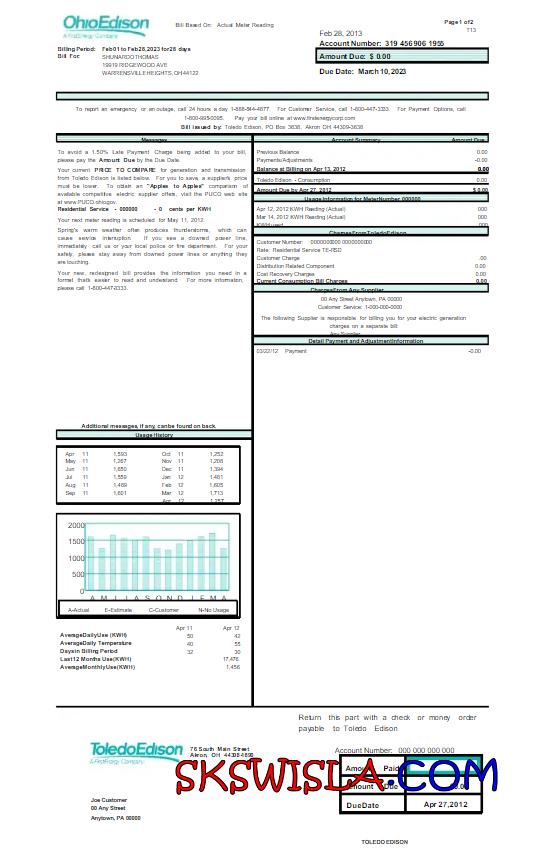 OhioEdison
A FirstEnergy Company
Bill Based On: Actual Meter Reading
Page 1 of 2
T13
Feb 28, 2013
Account Number: 319 456906 1955
Billing Period: Feb 01 to Feb 28,2023 for 28 days
Bill For: SHUNARDO THOMAS
19919 RIDGEWOOD AVE
WARRENSVILLE HEIGHTS, OH 44122
Amount Due: $ 0.00
Due Date: March 10,2023
To report an emergency or an outage, call 24 hours a day 1-888-544-4877. For Customer Service, call 1-800-447-3333. For Payment Options, call
1-800-995-0095. Pay your bill online at www.firstenergycorp.com
Bill issued by: Toledo Edison, PO Box 3638, Akron OH 44309-3638
Messages
To avoid a 1.50% Late Payment Charge being added to your bill,
please pay the Amount Due by the Due Date.
Your current PRICE TO COMPARE for generation and transmission
from Toledo Edison is listed below. For you to save, a supplier's price
must be lower. To obtain an "Apples to Apples" comparison of
available competitive electric supplier offers, visit the PUCO web site
at www.PUCO.ohio.gov.
Residential Service - 000000 - 0 cents per KWH
Your next meter reading is scheduled for May 11, 2012.
Spring's warm weather often produces thunderstorms, which can
cause service interruption. If you see a downed power line,
immediately call us or your local police or fire department. For your
safety, please stay away from downed power lines or anything they
are touching.
Your new, redesigned bill provides the information you need in a
format that's easier to read and understand. For more information,
please call 1-800-447-3333.
Account Summary Amount Due
Previous Balance 0.00
Payments/Adjustments -0.00
Balance at Billing on Apr 13, 2012 0.00
Toledo Edison - Consumption 0.00
Amount Due by Apr 27, 2012 $ 0.00
Usage Information for Meter Number 000000
Apr 12, 2012 KWH Reading (Actual) 000
Mar 14, 2012 KWH Reading (Actual) 000
KWH used 000
Charges From Toledo Edison
Customer Number: 0000000000 0000000000
Rate: Residential Service TE-RSD
Customer Charge .00
Distribution Related Component 0.00
Cost Recovery Charges 0.00
Current Consumption Bill Charges 0.00
Charges From Any Supplier
00 Any Street Anytown, PA 00000
Customer Service: 1-000-000-0000
The following Supplier is responsible for billing you for your electric generation
charges on a separate bill:
Any Supplier
Detail Payment and Adjustment Information
03/22/12 Payment -0.00
Additional messages, if any, can be found on back.
Usage History
Apr 11 1,593 Oct 11 1,252
May 11 1,267 Nov 11 1,208
Jun 11 1,650 Dec 11 1,394
Jul 11 1,559 Jan 12 1,481
Aug 11 1,489 Feb 12 1,605
Sep 11 1,601 Mar 12 1,713
Apr 12 1,257
2000
1500
1000
500
0
A M J J A S O N D J F M A
A-Actual E-Estimate C-Customer N-No Usage
Apr 11 Apr 12
Average Daily Use (KWH) 50 42
Average Daily Temperature 40 55
Days in Billing Period 32 30
Last 12 Months Use (KWH) 17,476
Average Monthly Use (KWH) 1,456
Return this part with a check or money order
payable to Toledo Edison
ToledoEdison
A FirstEnergy Company
76 South Main Street
Akron, OH 44308-1890
Account Number: 000 000 000 000
SKSWISLA.COM
Amount Paid
Amount Due
Due Date Apr 27,2012
Joe Customer
00 Any Street
Anytown, PA 00000
TOLEDO EDISON